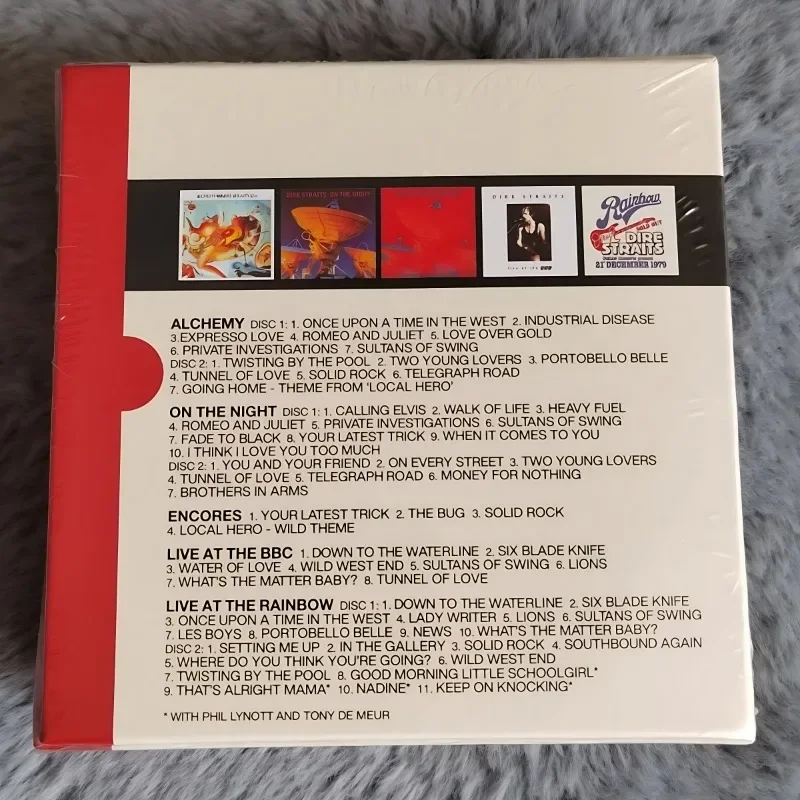 DIRE STRAITS ON THE NIGHT
DIRE STRAITS
live at the BBC
Rainbow
SOLD OUT
DIRE
STRAITS
21ST DECEMBER 1979
ALCHEMY DISC 1: 1. ONCE UPON A TIME IN THE WEST 2. INDUSTRIAL DISEASE
3.EXPRESSO LOVE 4. ROMEO AND JULIET 5. LOVE OVER GOLD
6. PRIVATE INVESTIGATIONS 7. SULTANS OF SWING
DISC 2: 1. TWISTING BY THE POOL 2. TWO YOUNG LOVERS 3. PORTOBELLO BELLE
4. TUNNEL OF LOVE 5. SOLID ROCK 6. TELEGRAPH ROAD
7. GOING HOME - THEME FROM ‘LOCAL HERO’
ON THE NIGHT DISC 1: 1. CALLING ELVIS 2. WALK OF LIFE 3. HEAVY FUEL
4. ROMEO AND JULIET 5. PRIVATE INVESTIGATIONS 6. SULTANS OF SWING
7. FADE TO BLACK 8. YOUR LATEST TRICK 9. WHEN IT COMES TO YOU
10. I THINK I LOVE YOU TOO MUCH
DISC 2: 1. YOU AND YOUR FRIEND 2. ON EVERY STREET 3. TWO YOUNG LOVERS
4. TUNNEL OF LOVE 5. TELEGRAPH ROAD 6. MONEY FOR NOTHING
7. BROTHERS IN ARMS
ENCORES 1. YOUR LATEST TRICK 2. THE BUG 3. SOLID ROCK
4. LOCAL HERO - WILD THEME
LIVE AT THE BBC 1. DOWN TO THE WATERLINE 2. SIX BLADE KNIFE
3. WATER OF LOVE 4. WILD WEST END 5. SULTANS OF SWING 6. LIONS
7. WHAT'S THE MATTER BABY? 8. TUNNEL OF LOVE
LIVE AT THE RAINBOW DISC 1: 1. DOWN TO THE WATERLINE 2. SIX BLADE KNIFE
3. ONCE UPON A TIME IN THE WEST 4. LADY WRITER 5. LIONS 6. SULTANS OF SWING
7. LES BOYS 8. PORTOBELLO BELLE 9. NEWS 10. WHAT'S THE MATTER BABY?
DISC 2: 1. SETTING ME UP 2. IN THE GALLERY 3. SOLID ROCK 4. SOUTHBOUND AGAIN
5. WHERE DO YOU THINK YOU'RE GOING? 6. WILD WEST END
7. TWISTING BY THE POOL 8. GOOD MORNING LITTLE SCHOOLGIRL*
9. THAT'S ALRIGHT MAMA* 10. NADINE* 11. KEEP ON KNOCKING*
* WITH PHIL LYNOTT AND TONY DE MEUR